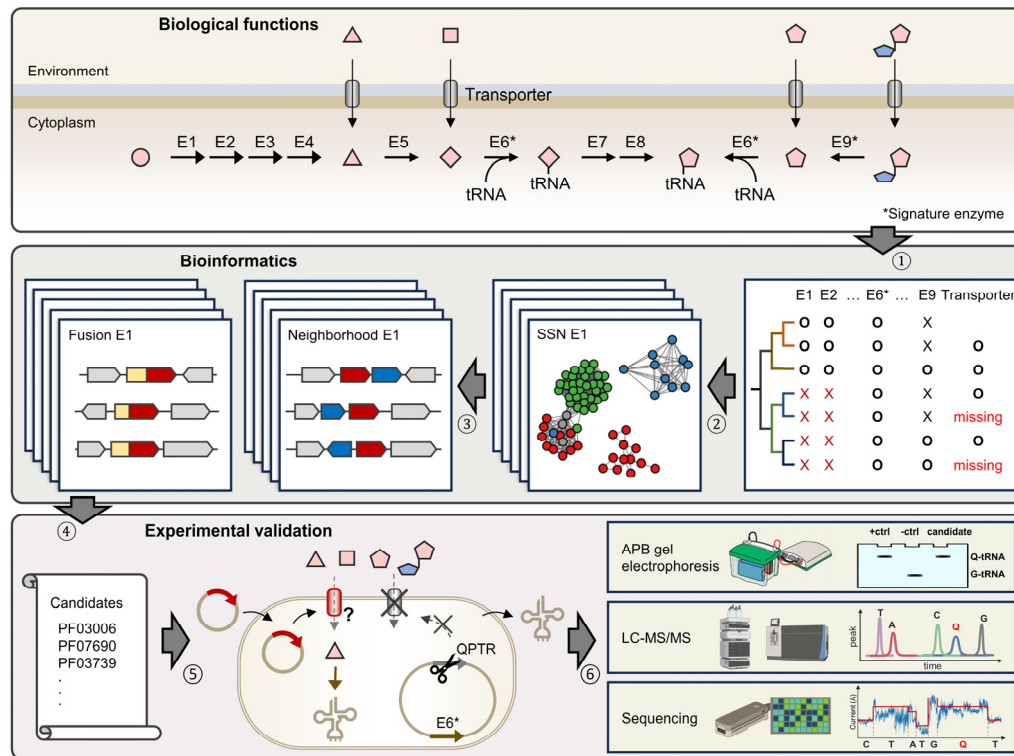 Biological functions
Environment
Transporter
Cytoplasm
E1 E2 E3 E4 E5 E6* E7 E8 E6* E9*
tRNA tRNA tRNA tRNA
*Signature enzyme
①
Bioinformatics
Fusion E1
Neighborhood E1
SSN E1
E1 E2 ... E6* ... E9 Transporter
O O O X
O O O X O
O O O O O
X X O X O
X X O X missing
X X O O O
X X O O missing
③
②
④
Experimental validation
Candidates
PF03006
PF07690
PF03739
.
.
.
⑤
?
QPTR
E6*
⑥
APB gel
electrophoresis
+ctrl -ctrl candidate
Q-tRNA
G-tRNA
LC-MS/MS
peak
T A C Q G
time
Sequencing
Current (Å)
C T A T G Q T